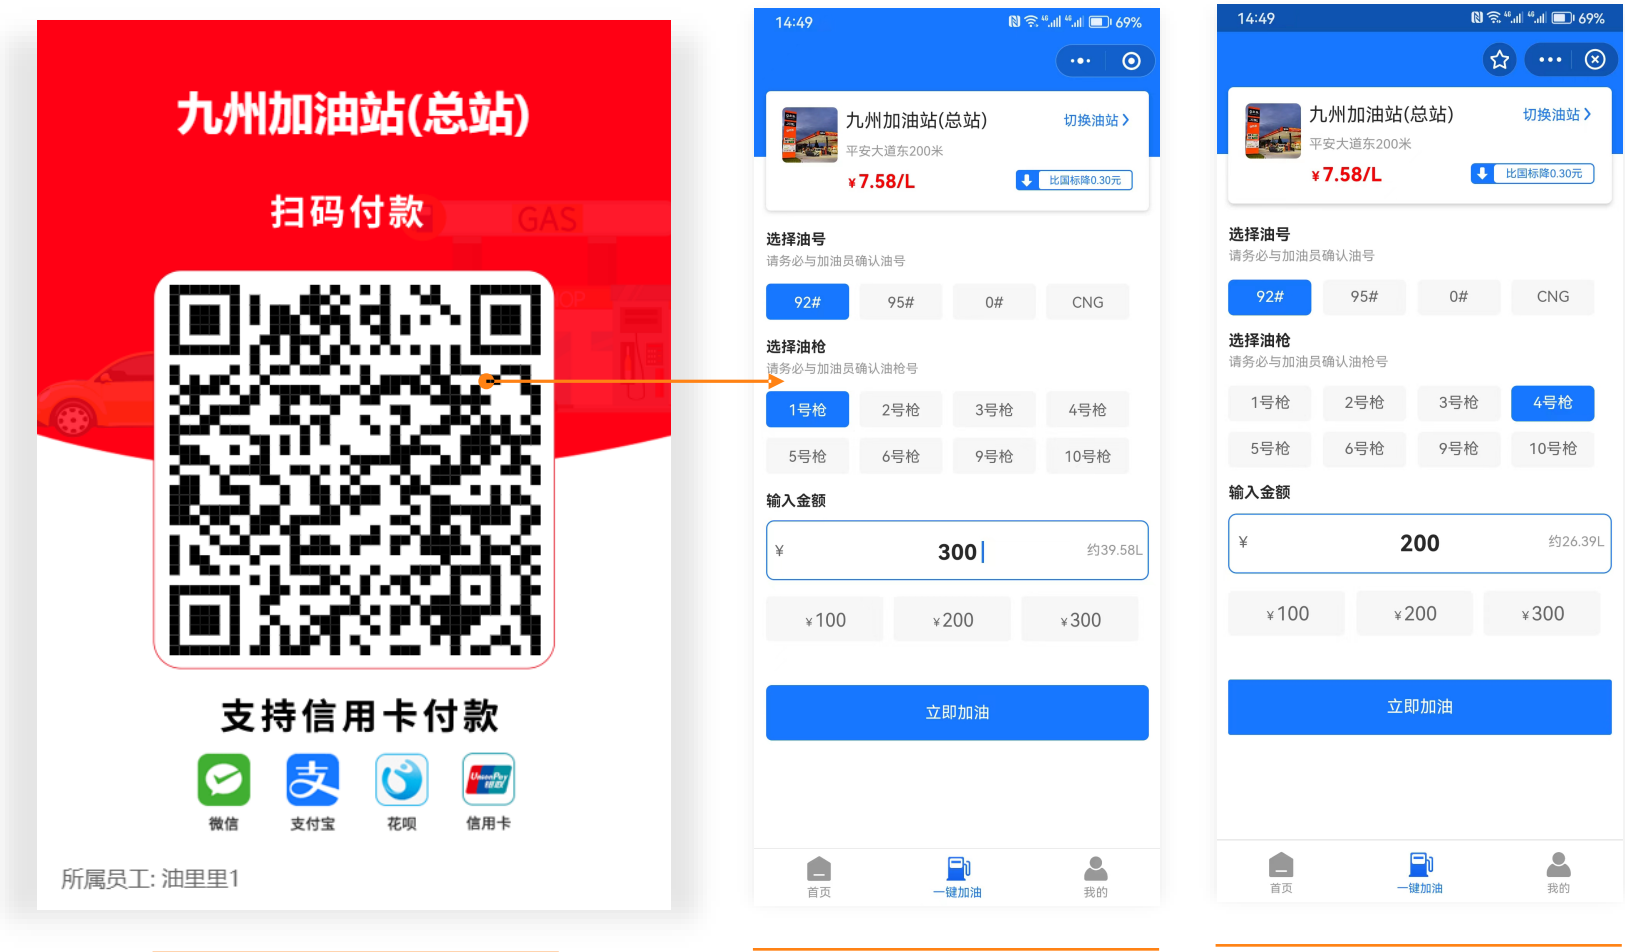 九州加油站(总站)
扫码付款
GAS
支持信用卡付款
微信
支付宝
花呗
UnionPay
银联
信用卡
所属员工: 油里里1
14:49
69%
九州加油站(总站)
切换油站
平安大道东200米
¥7.58/L
比国标降0.30元
选择油号
请务必与加油员确认油号
92# 95# 0# CNG
选择油枪
请务必与加油员确认油枪号
1号枪 2号枪 3号枪 4号枪
5号枪 6号枪 9号枪 10号枪
输入金额
¥ 300 约39.58L
¥100 ¥200 ¥300
立即加油
首页 一键加油 我的
14:49
69%
九州加油站(总站)
切换油站
平安大道东200米
¥7.58/L
比国标降0.30元
选择油号
请务必与加油员确认油号
92# 95# 0# CNG
选择油枪
请务必与加油员确认油枪号
1号枪 2号枪 3号枪 4号枪
5号枪 6号枪 9号枪 10号枪
输入金额
¥ 200 约26.39L
¥100 ¥200 ¥300
立即加油
首页 一键加油 我的